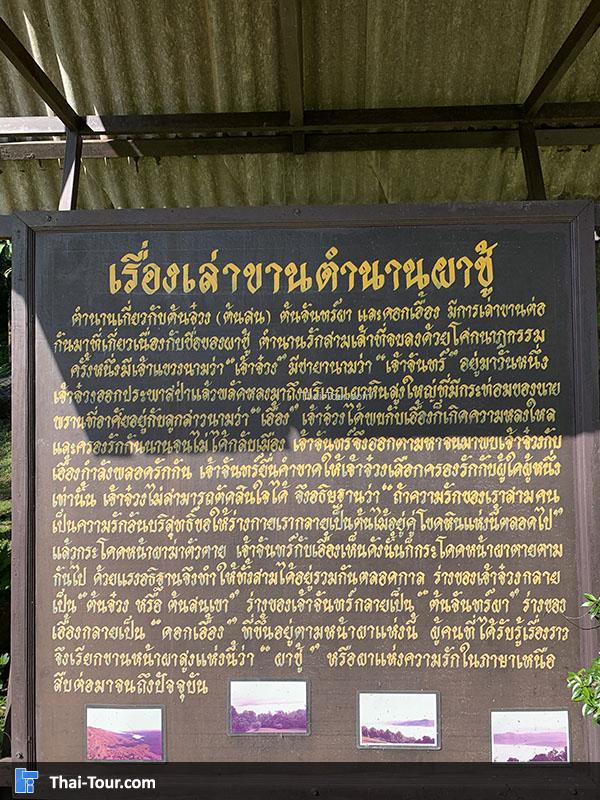 เรื่องเล่าขานตำนานผาชู้
ตำนานเกี่ยวกับต้นจ๋วง (ต้นสน) ต้นจันทร์ผา และดอกเอื้อง มีการเล่าขานต่อ
กันมาที่เกี่ยวเนื่องกับชื่อของผาชู้ ตำนานรักสามเส้าที่จบลงด้วยโศกนาฏกรรม
ครั้งหนึ่งมีเจ้าแขวงนามว่า "เจ้าจ๋วง" มีชายานามว่า "เจ้าจันทร์" อยู่มาวันหนึ่ง
เจ้าจ๋วงออกประพาสป่าแล้วพลัดหลงมาถึงบริเวณผาหินสูงใหญ่ที่มีกระท่อมของนาย
พรานที่อาศัยอยู่กับลูกสาวนามว่า "เอื้อง" เจ้าจ๋วงได้พบกับเอื้องก็เกิดความหลงใหล
และครองรักกันนานจนไม่ได้กลับเมือง เจ้าจันทร์จึงออกตามหาจนมาพบเจ้าจ๋วงกับ
เอื้องกำลังพลอดรักกัน เจ้าจันทร์ยื่นคำขาดให้เจ้าจ๋วงเลือกครองรักกับผู้ใดผู้หนึ่ง
เท่านั้น เจ้าจ๋วงไม่สามารถตัดสินใจได้ จึงอธิษฐานว่า "ถ้าความรักของเราสามคน
เป็นความรักอันบริสุทธิ์ขอให้ร่างกายเรากลายเป็นต้นไม้อยู่คู่โขดหินแห่งนี้ตลอดไป"
แล้วกระโดดหน้าผามาตัวตาย เจ้าจันทร์กับเอื้องเห็นดังนั้นก็กระโดดหน้าผาตายตาม
กันไป ด้วยแรงอธิฐานจึงทำให้ทั้งสามได้อยู่รวมกันตลอดกาล ร่างของเจ้าจ๋วงกลาย
เป็น "ต้นจ๋วง หรือ ต้นสนเขา" ร่างของเจ้าจันทร์กลายเป็น "ต้นจันทร์ผา" ร่างของ
เอื้องกลายเป็น "ดอกเอื้อง" ที่ขึ้นอยู่ตามหน้าผาแห่งนี้ ผู้คนที่ได้รับรู้เรื่องราว
จึงเรียกขานหน้าผาสูงแห่งนี้ว่า "ผาชู้" หรือผาแห่งความรักในภาษาเหนือ
สืบต่อมาจนถึงปัจจุบัน
Thai-Tour.com